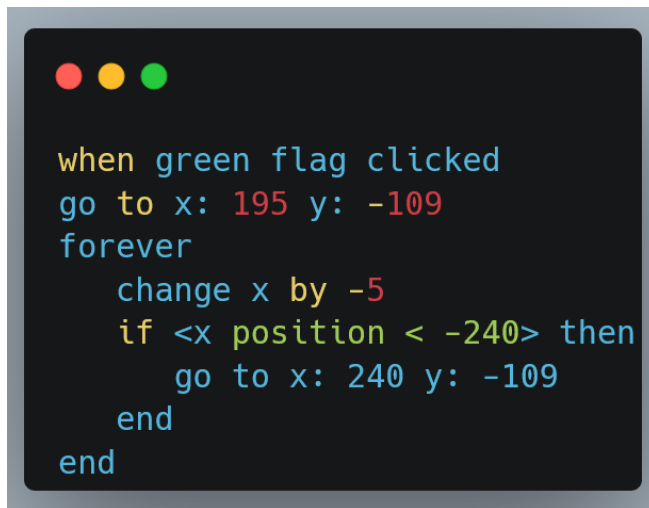 when green flag clicked
go to x: 195 y: -109
forever
   change x by -5
   if <x position < -240> then
      go to x: 240 y: -109
   end
end